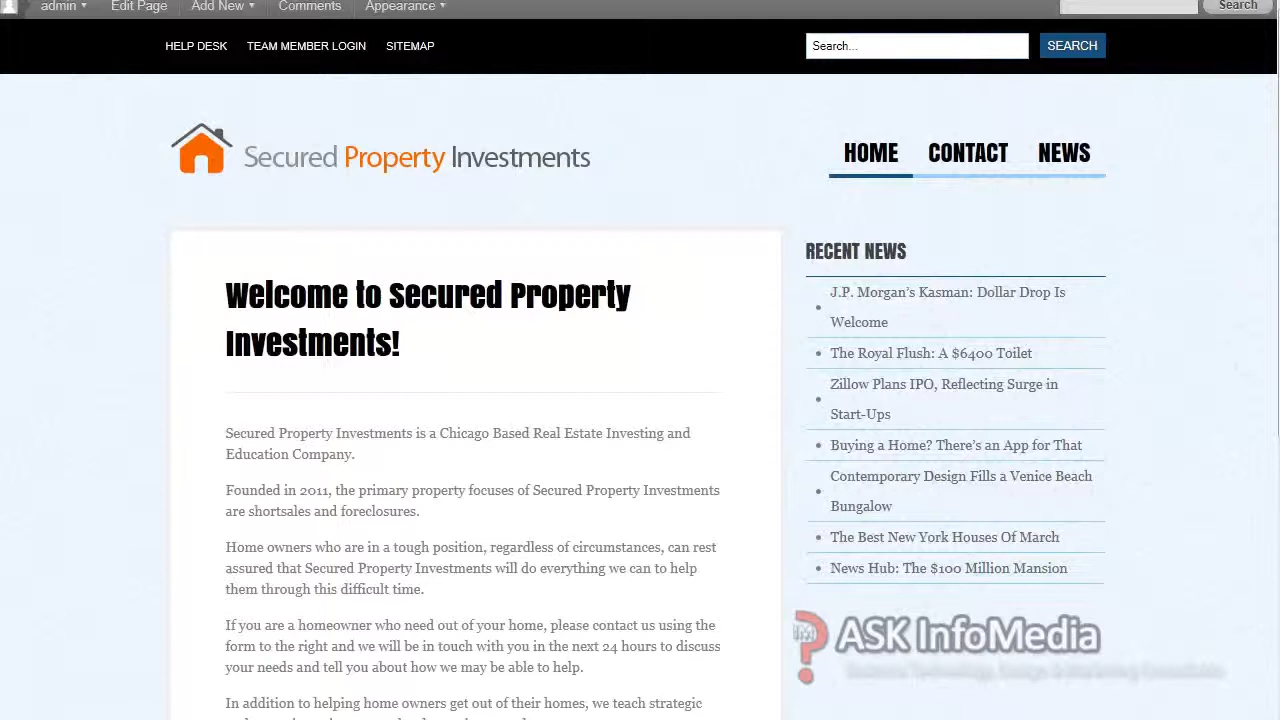 admin Edit Page Add New Comments Appearance Search
HELP DESK TEAM MEMBER LOGIN SITEMAP Search... SEARCH
Secured Property Investments
HOME CONTACT NEWS
Welcome to Secured Property
Investments!
Secured Property Investments is a Chicago Based Real Estate Investing and
Education Company.
Founded in 2011, the primary property focuses of Secured Property Investments
are shortsales and foreclosures.
Home owners who are in a tough position, regardless of circumstances, can rest
assured that Secured Property Investments will do everything we can to help
them through this difficult time.
If you are a homeowner who need out of your home, please contact us using the
form to the right and we will be in touch with you in the next 24 hours to discuss
your needs and tell you about how we may be able to help.
In addition to helping home owners get out of their homes, we teach strategic
RECENT NEWS
J.P. Morgan’s Kasman: Dollar Drop Is
Welcome
The Royal Flush: A $6400 Toilet
Zillow Plans IPO, Reflecting Surge in
Start-Ups
Buying a Home? There’s an App for That
Contemporary Design Fills a Venice Beach
Bungalow
The Best New York Houses Of March
News Hub: The $100 Million Mansion
ASK InfoMedia